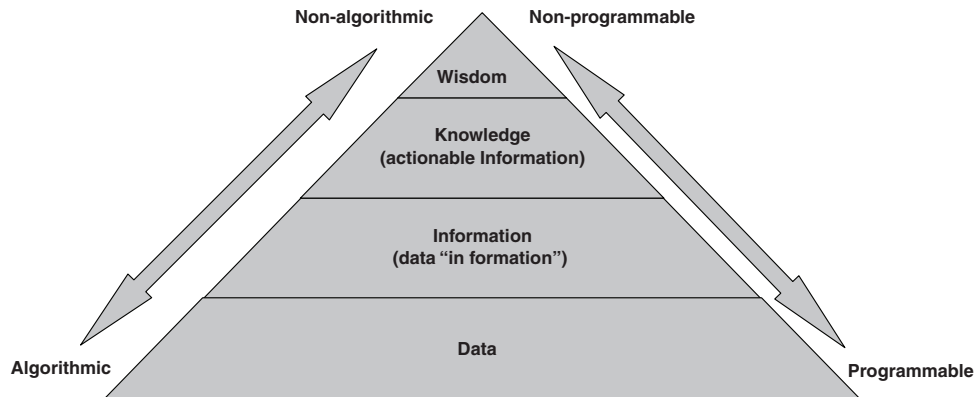 Non-algorithmic
Non-programmable
Wisdom
Knowledge
(actionable Information)
Information
(data “in formation”)
Data
Algorithmic
Programmable